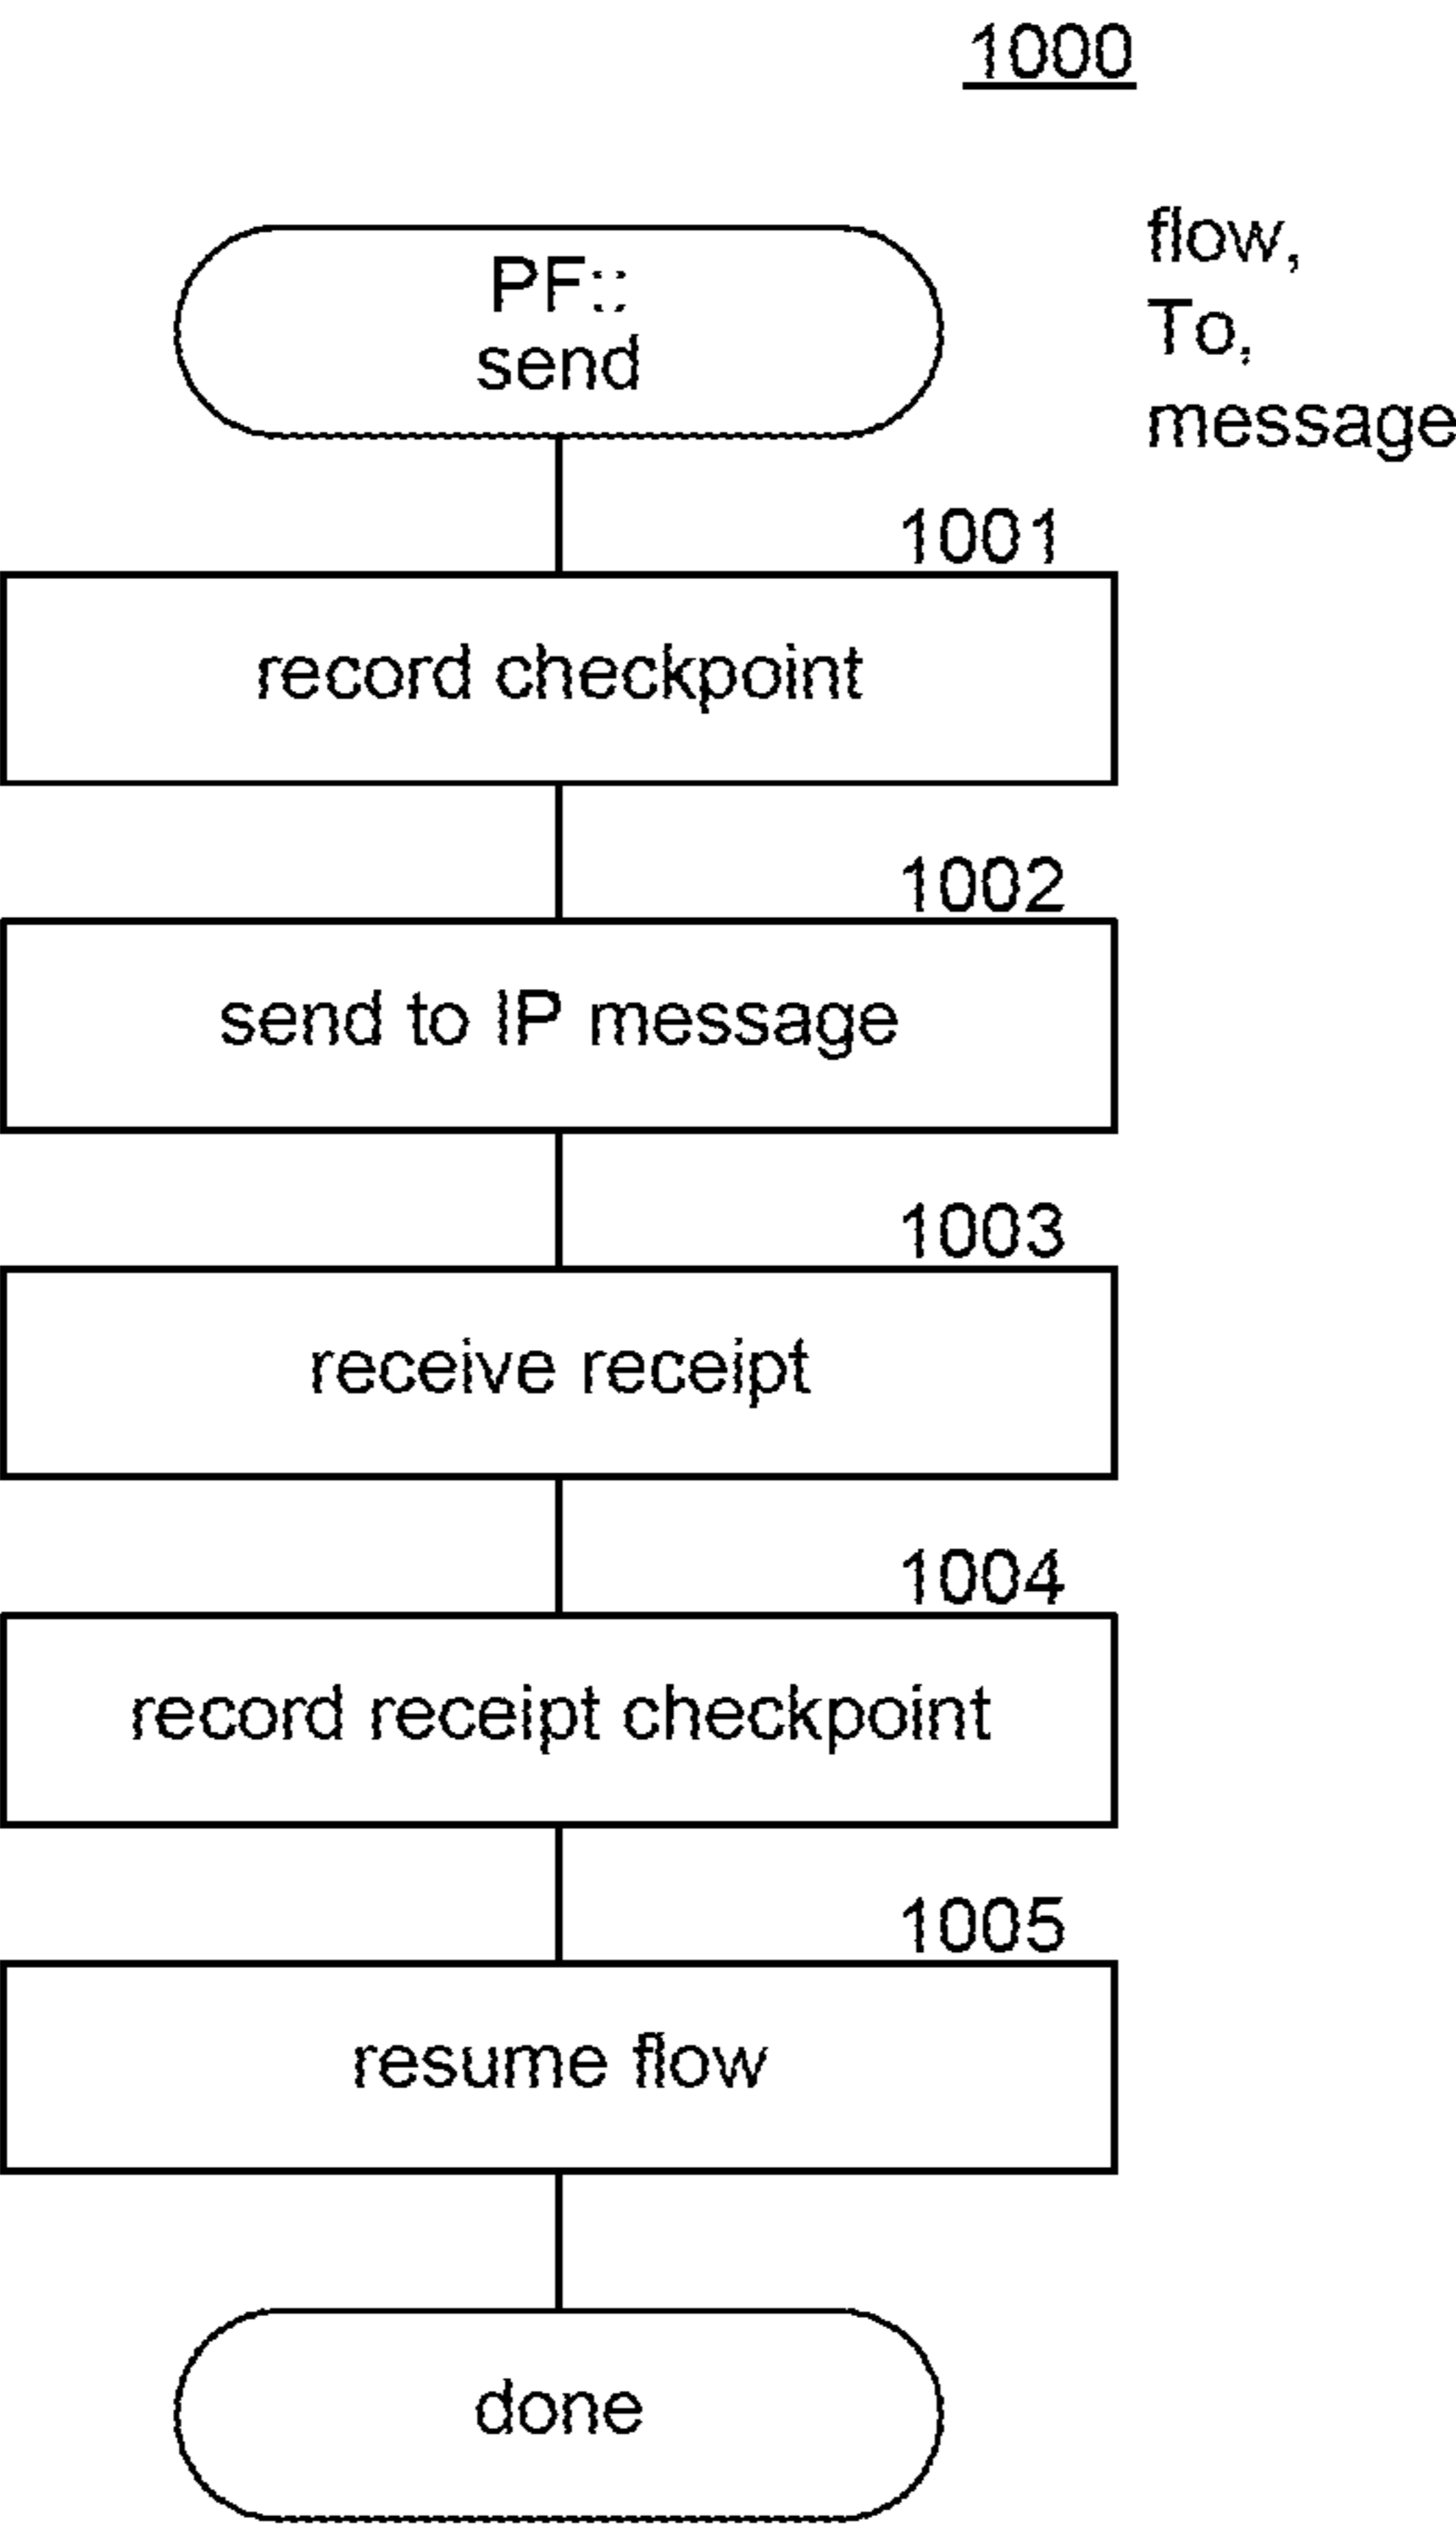 1000
PF::
send
flow,
To,
message
1001
record checkpoint
1002
send to IP message
1003
receive receipt
1004
record receipt checkpoint
1005
resume flow
done